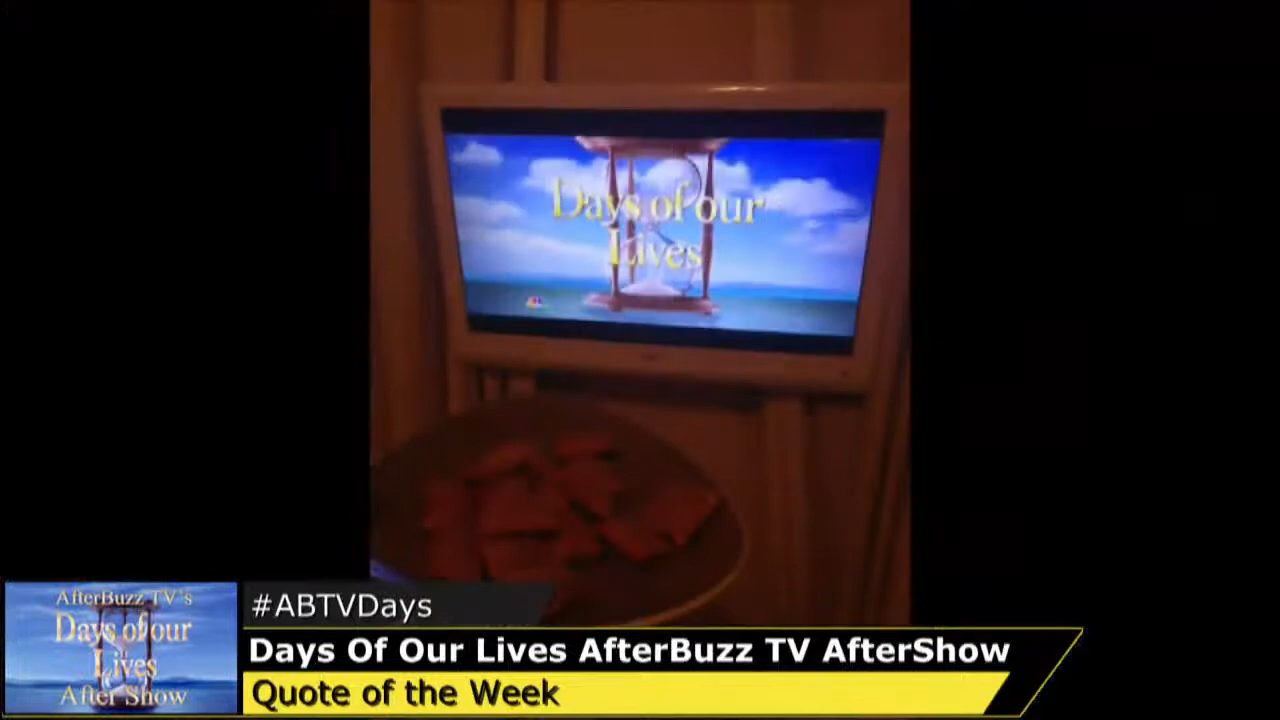 Days of our
Lives
AfterBuzz TV's
Days of our
Lives
After Show
#ABTVDays
Days Of Our Lives AfterBuzz TV AfterShow
Quote of the Week